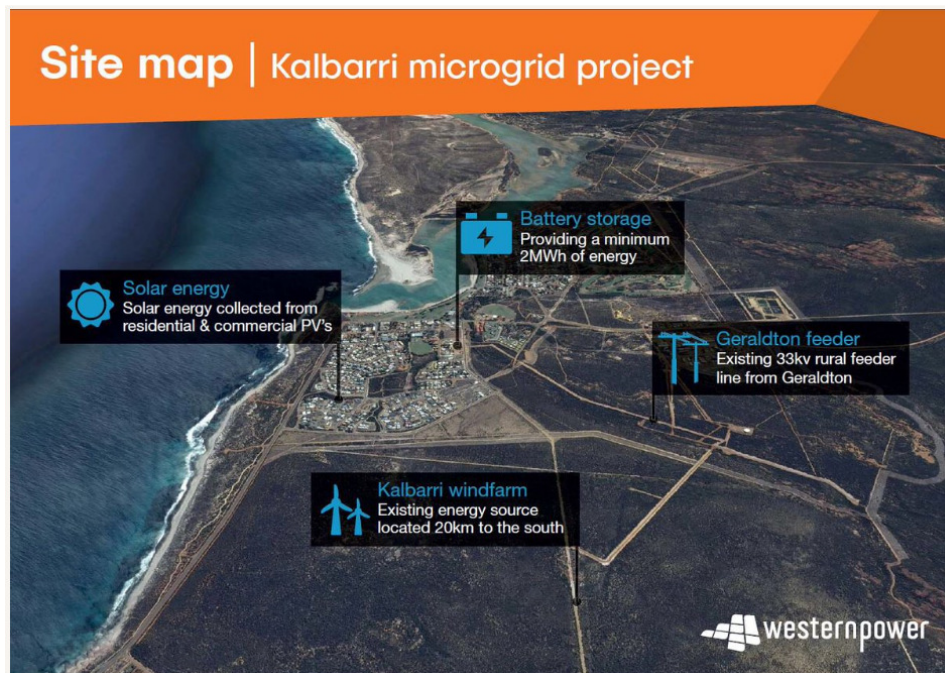 Site map | Kalbarri microgrid project
Battery storage
Providing a minimum
2MWh of energy
Solar energy
Solar energy collected from
residential & commercial PV's
Geraldton feeder
Existing 33kv rural feeder
line from Geraldton
Kalbarri windfarm
Existing energy source
located 20km to the south
westernpower